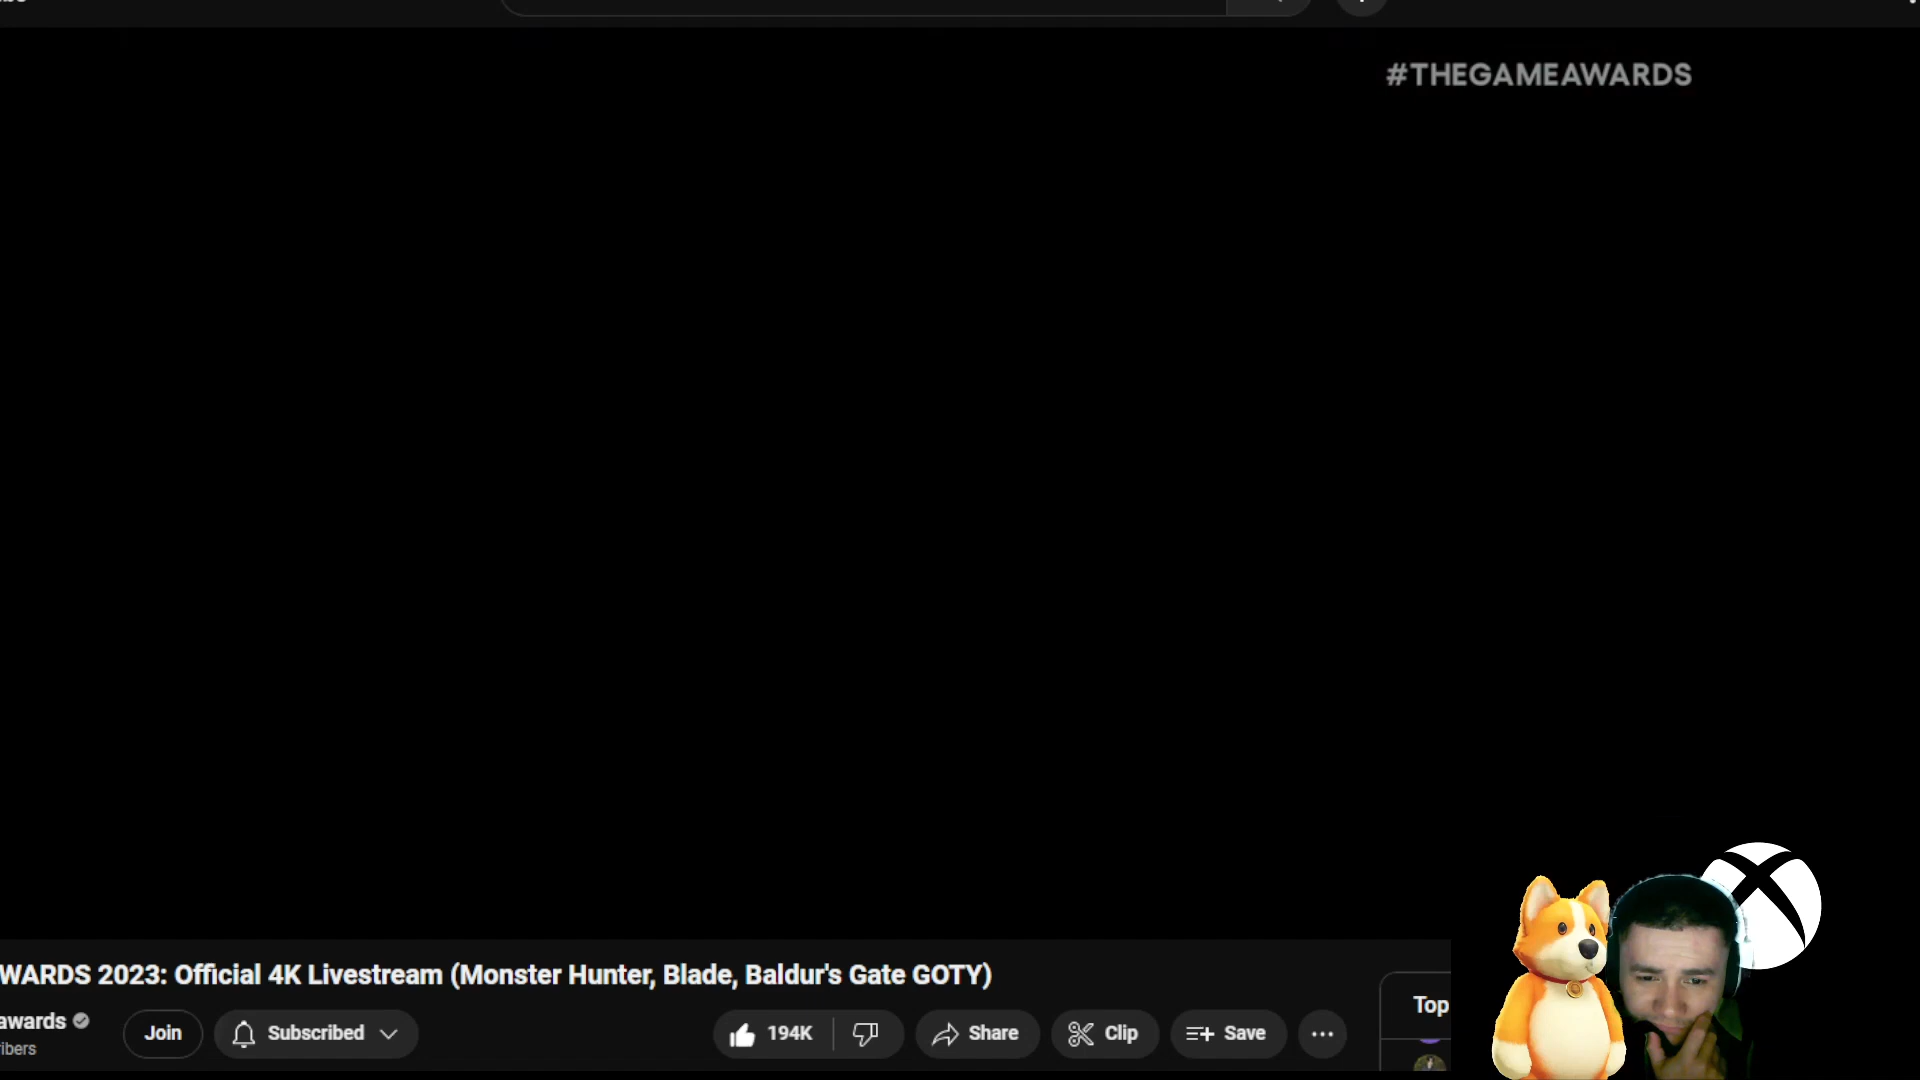 #THEGAMEAWARDS
WARDS 2023: Official 4K Livestream (Monster Hunter, Blade, Baldur's Gate GOTY)
awards
ibers
Join
Subscribed
194K
Share
Clip
Save
Top